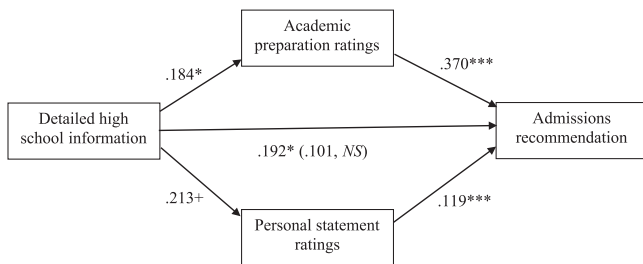 Academic
preparation ratings
.184*
.370***
Detailed high
school information
Admissions
recommendation
.192* (.101, NS)
.213+
.119***
Personal statement
ratings